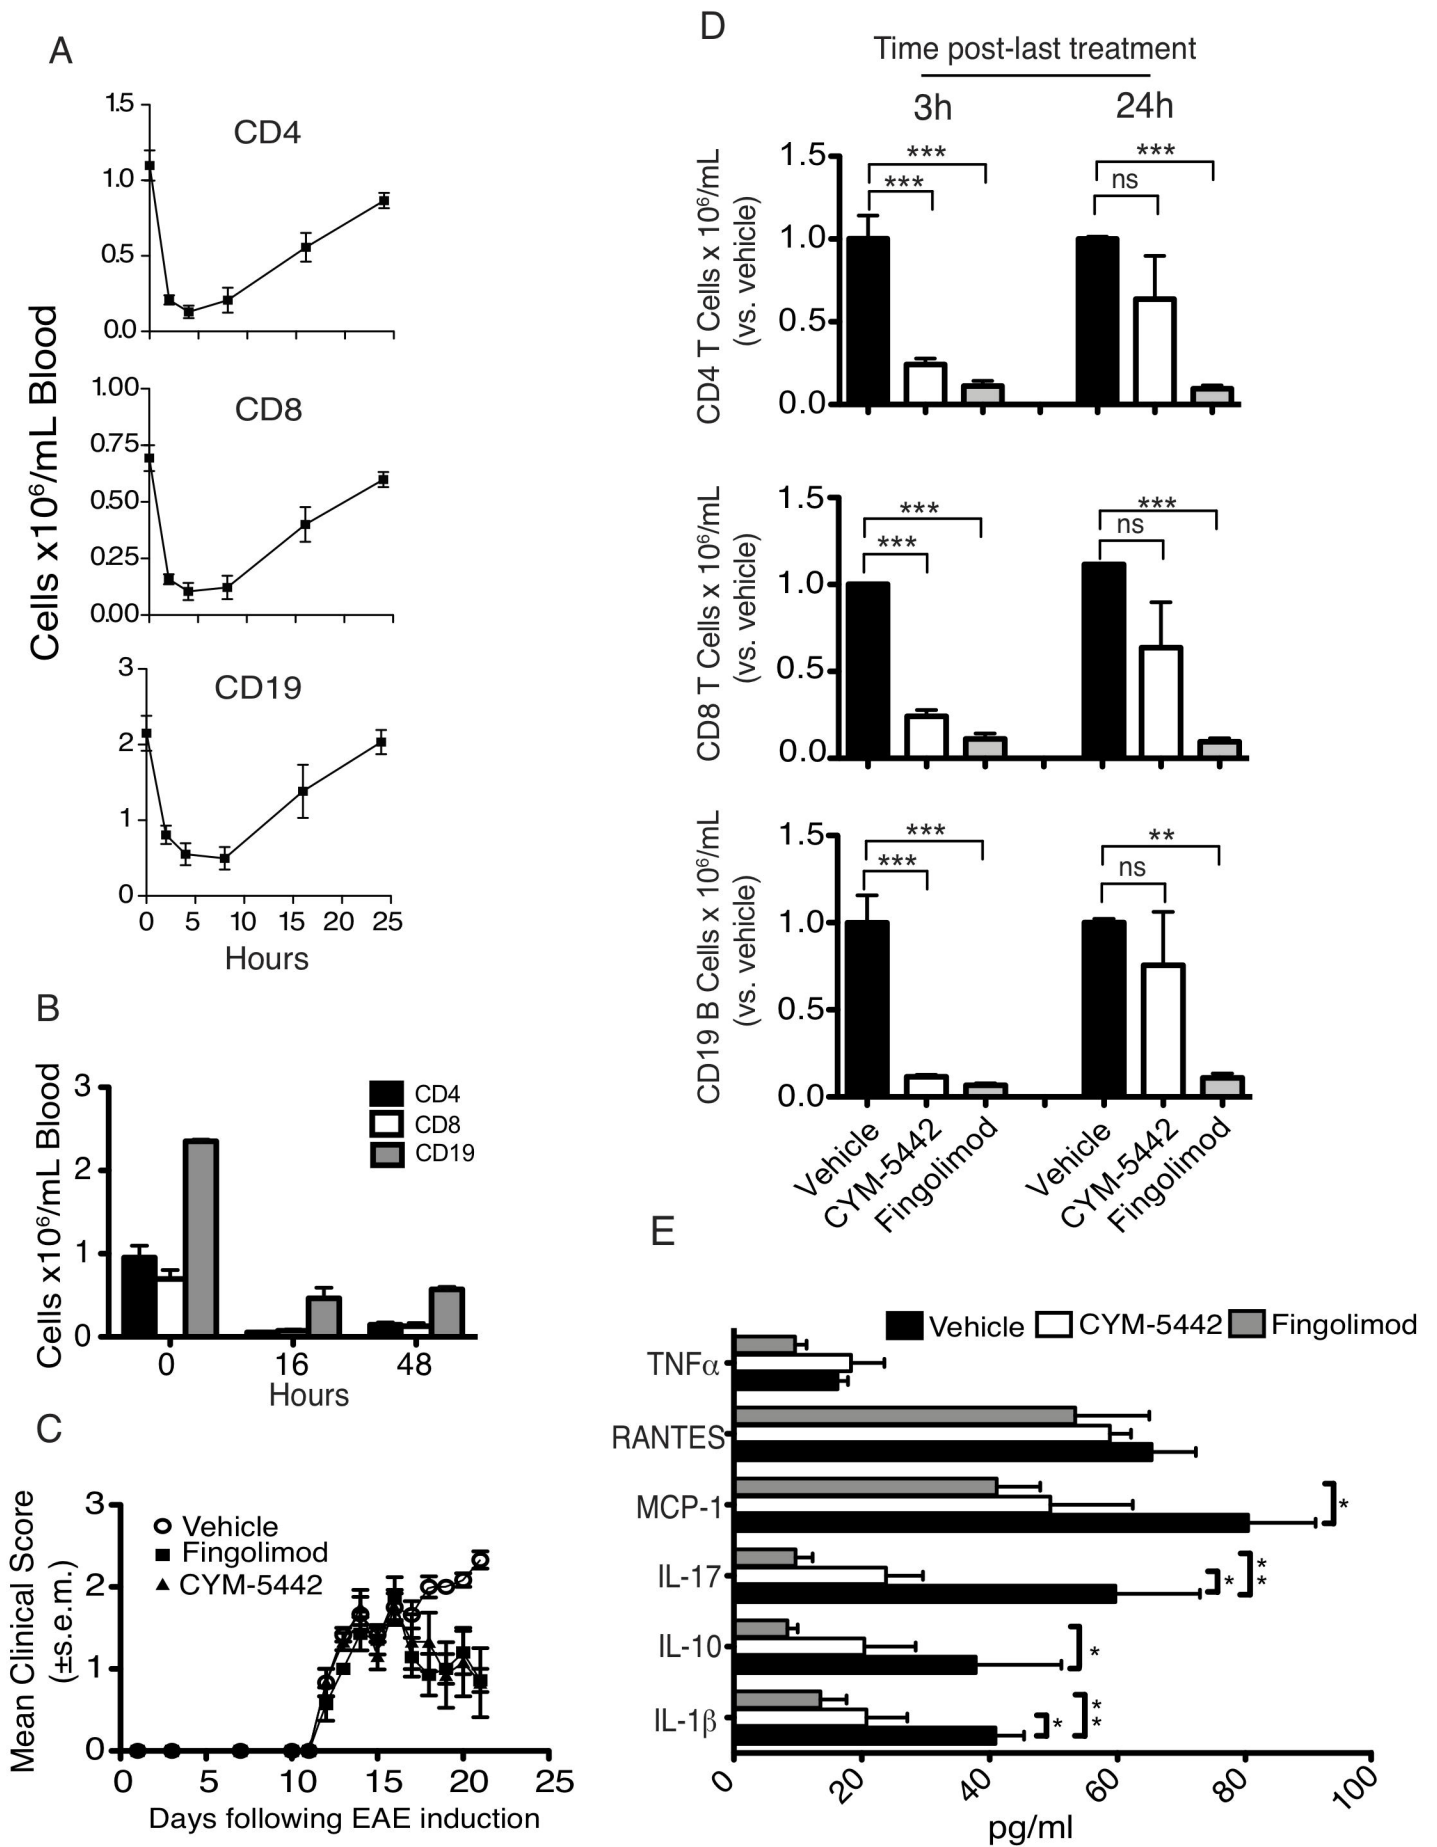 A
Cells x10⁶/mL Blood
CD4
1.5
1.0
0.5
0.0
CD8
1.00
0.75
0.50
0.25
0.00
CD19
3
2
1
0
0 5 10 15 20 25
Hours
B
Cells x10⁶/mL Blood
3
2
1
0
CD4
CD8
CD19
0 16 48
Hours
C
Mean Clinical Score
(±s.e.m.)
3
2
1
0
Vehicle
Fingolimod
CYM-5442
0 5 10 15 20 25
Days following EAE induction
D
Time post-last treatment
3h 24h
CD4 T Cells x 10⁶/mL
(vs. vehicle)
1.5
1.0
0.5
0.0
*** ***
*** ns
CD8 T Cells x 10⁶/mL
(vs. vehicle)
1.5
1.0
0.5
0.0
*** ***
*** ns
CD19 B Cells x 10⁶/mL
(vs. vehicle)
1.5
1.0
0.5
0.0
*** **
*** ns
Vehicle CYM-5442 Fingolimod Vehicle CYM-5442 Fingolimod
E
Vehicle CYM-5442 Fingolimod
TNFα
RANTES
MCP-1 *
IL-17 * **
IL-10 *
IL-1β * **
0 20 40 60 80 100
pg/ml